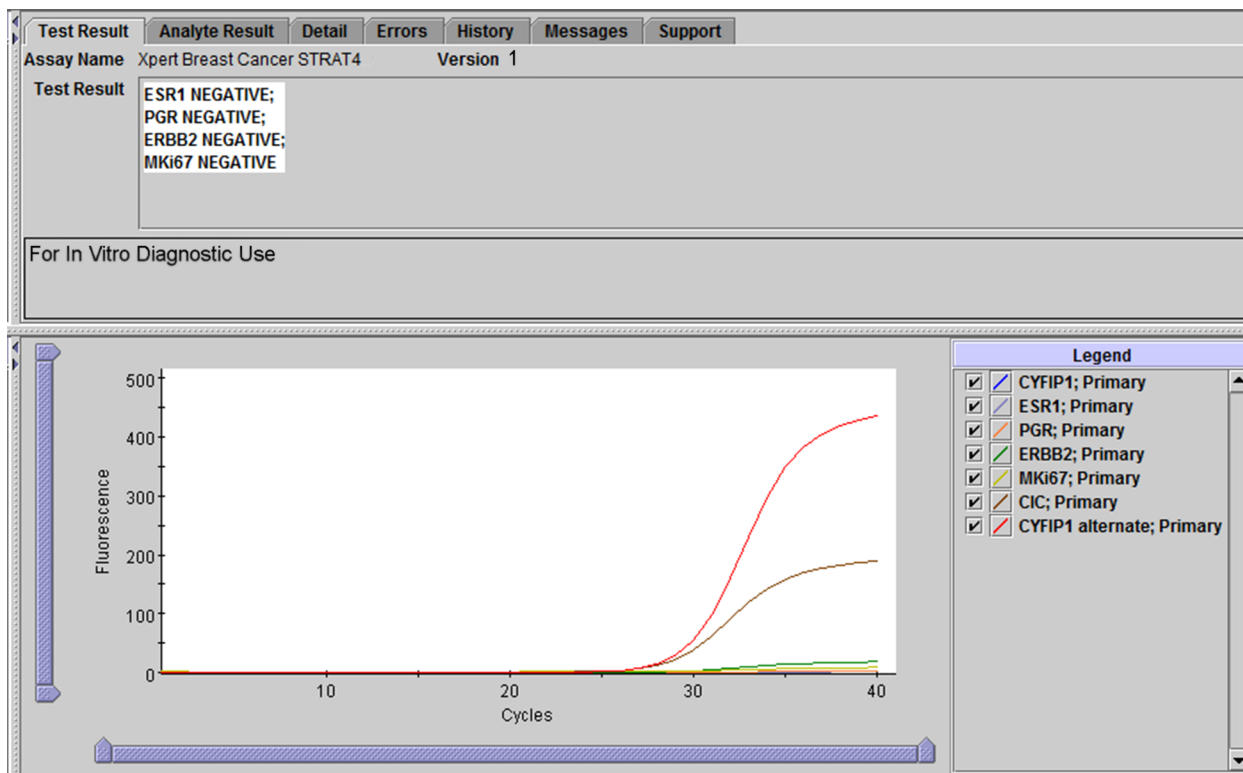 Test Result Analyte Result Detail Errors History Messages Support
Assay Name Xpert Breast Cancer STRAT4 Version 1
Test Result ESR1 NEGATIVE;
PGR NEGATIVE;
ERBB2 NEGATIVE;
MKi67 NEGATIVE
For In Vitro Diagnostic Use
500
400
300
200
100
0
Fluorescence
10 20 30 40
Cycles
Legend
CYFIP1; Primary
ESR1; Primary
PGR; Primary
ERBB2; Primary
MKi67; Primary
CIC; Primary
CYFIP1 alternate; Primary